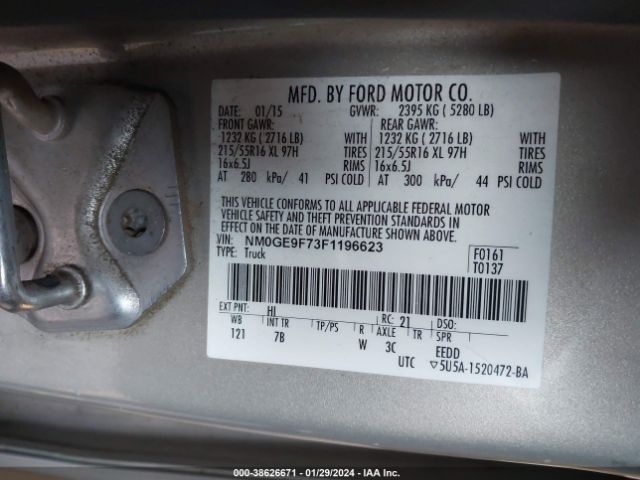 MFD. BY FORD MOTOR CO.
DATE: 01/15 GVWR: 2395 KG ( 5280 LB)
FRONT GAWR: REAR GAWR:
1232 KG ( 2716 LB) WITH 1232 KG ( 2716 LB) WITH
215/55R16 XL 97H TIRES 215/55R16 XL 97H TIRES
16x6.5J RIMS 16x6.5J RIMS
AT 280 kPa/ 41 PSI COLD AT 300 kPa/ 44 PSI COLD
THIS VEHICLE CONFORMS TO ALL APPLICABLE FEDERAL MOTOR
VEHICLE SAFETY AND THEFT PREVENTION STANDARDS IN
EFFECT ON THE DATE OF MANUFACTURE SHOWN ABOVE.
VIN: NM0GE9F73F1196623
TYPE: Truck
F0161
T0137
EXT PNT: HI RC: 21 DSO:
WB INT TR TP/PS R AXLE TR SPR
121 7B W 3C EEDD
UTC ▽5U5A-1520472-BA
000-38626671 - 01/29/2024 - IAA Inc.